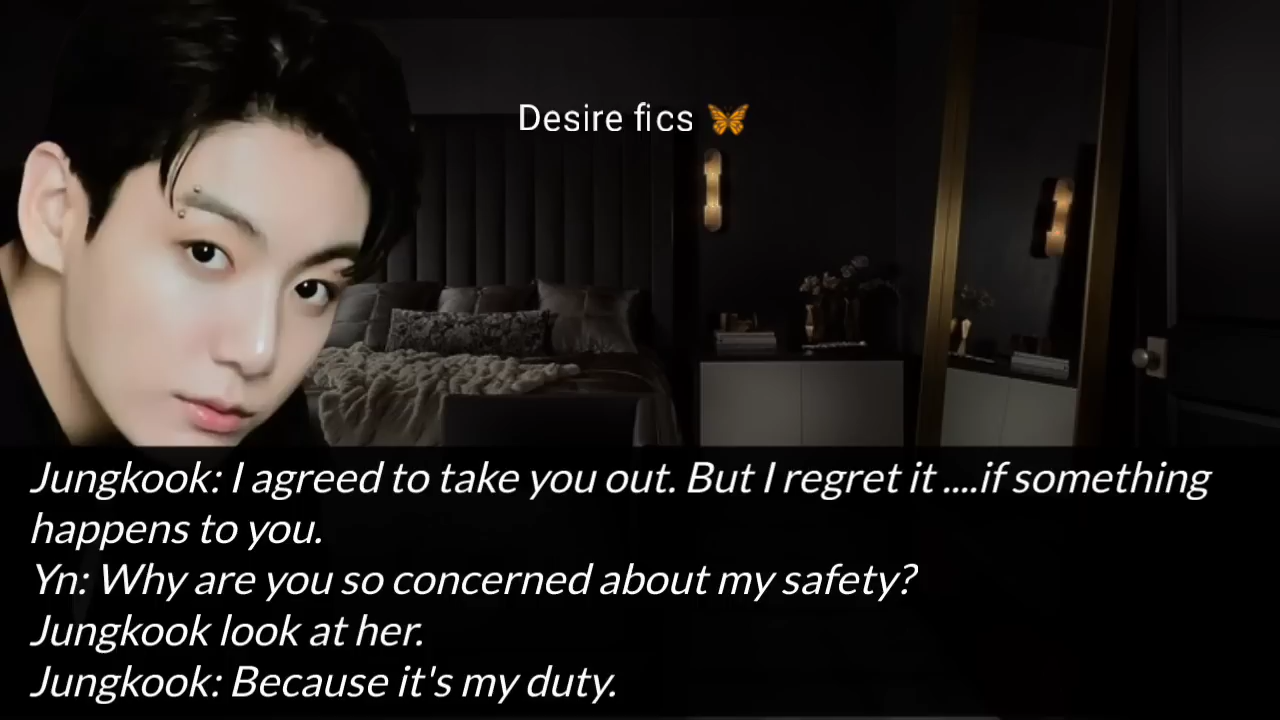 Desire fics 🦋
Jungkook: I agreed to take you out. But I regret it ....if something
happens to you.
Yn: Why are you so concerned about my safety?
Jungkook look at her.
Jungkook: Because it's my duty.